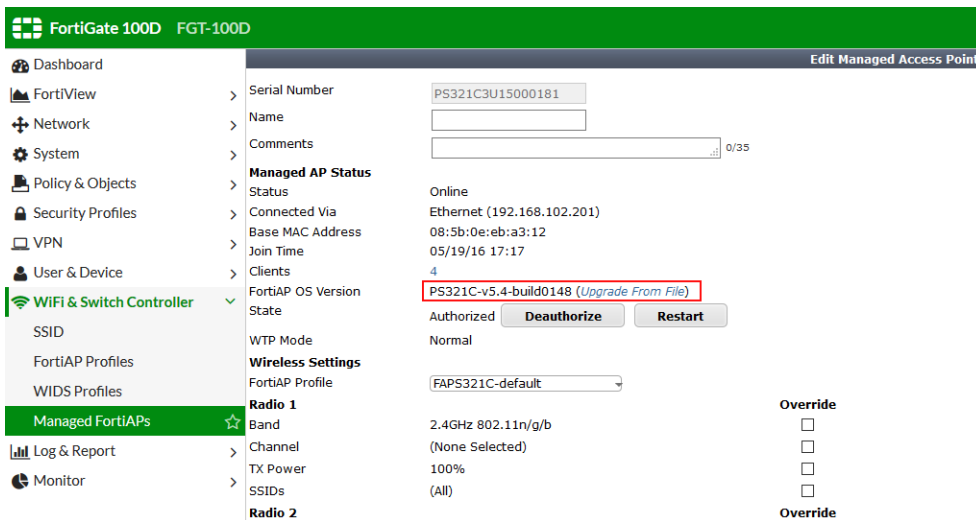 FortiGate 100D FGT-100D
Dashboard
FortiView
Network
System
Policy & Objects
Security Profiles
VPN
User & Device
WiFi & Switch Controller
SSID
FortiAP Profiles
WIDS Profiles
Managed FortiAPs
Log & Report
Monitor
Edit Managed Access Point
Serial Number PS321C3U15000181
Name
Comments 0/35
Managed AP Status
Status Online
Connected Via Ethernet (192.168.102.201)
Base MAC Address 08:5b:0e:eb:a3:12
Join Time 05/19/16 17:17
Clients 4
FortiAP OS Version PS321C-v5.4-build0148 (Upgrade From File)
State Authorized Deauthorize Restart
WTP Mode Normal
Wireless Settings
FortiAP Profile FAPS321C-default
Radio 1 Override
Band 2.4GHz 802.11n/g/b
Channel (None Selected)
TX Power 100%
SSIDs (All)
Radio 2 Override